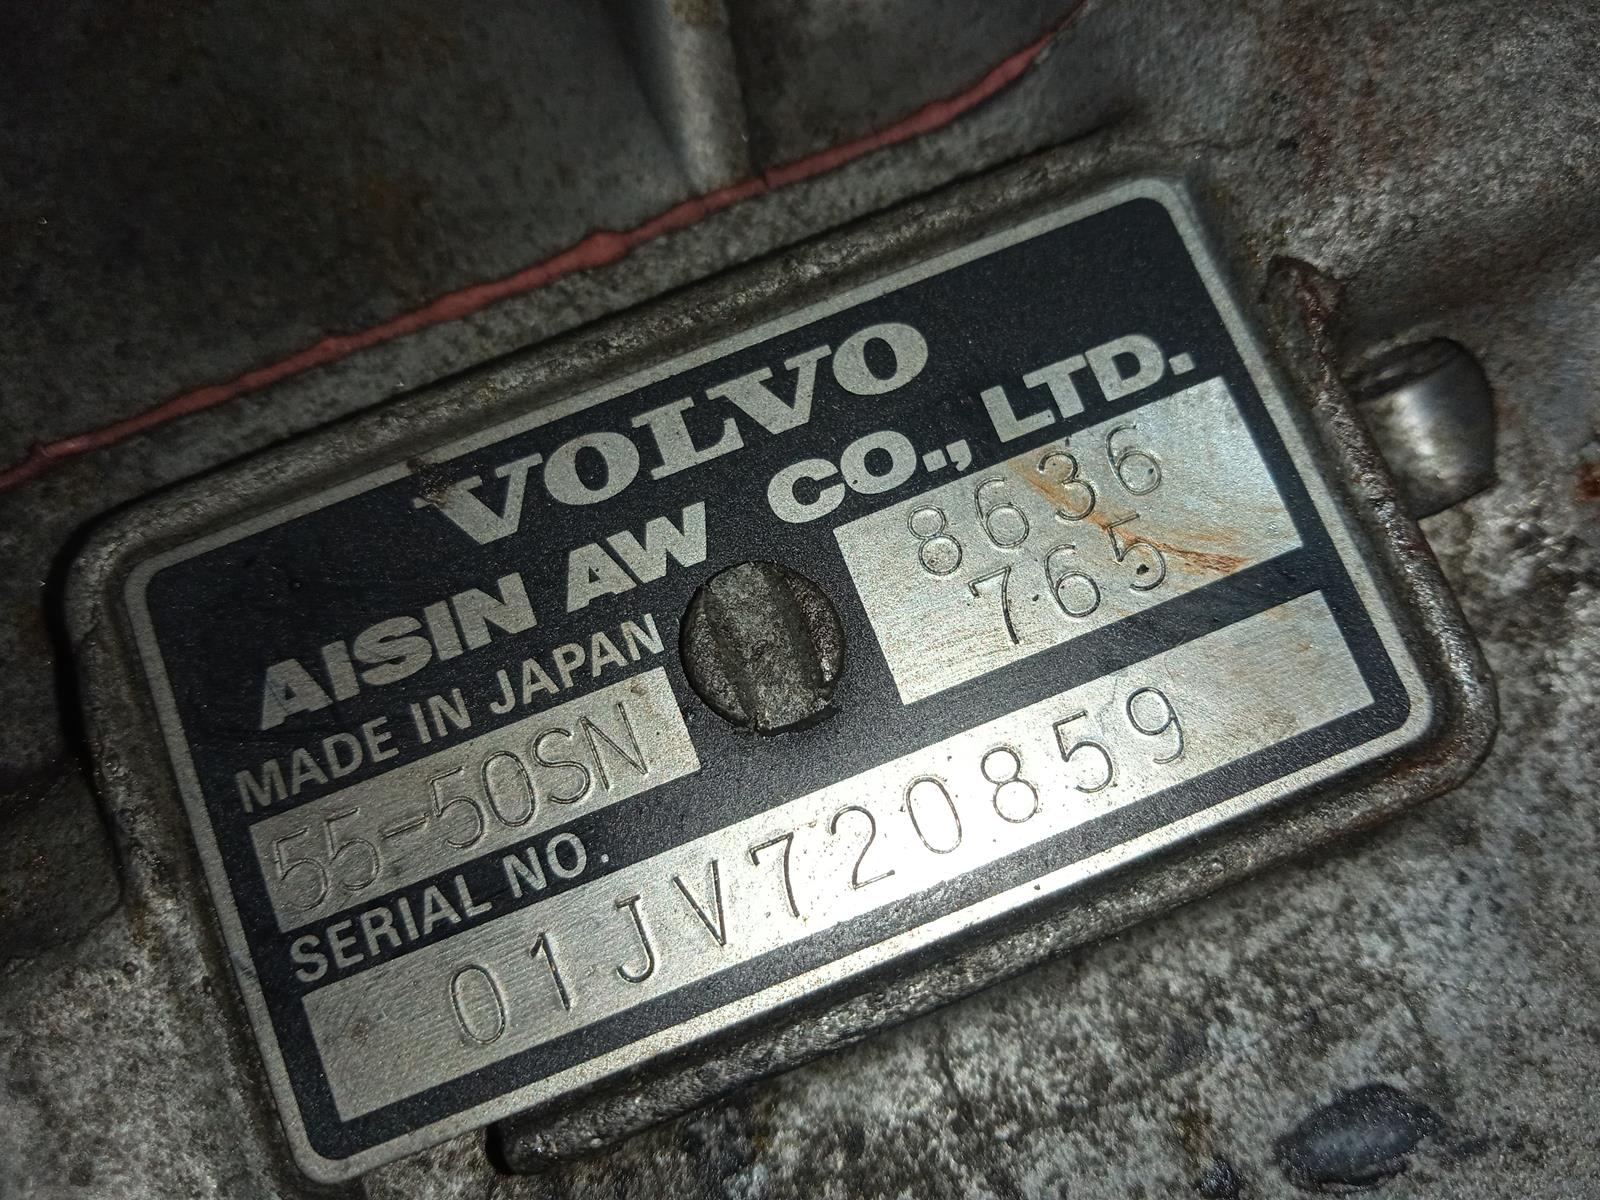 VOLVO
AISIN AW CO., LTD.
MADE IN JAPAN
8636
765
55-50SN
SERIAL NO.
01JV720859